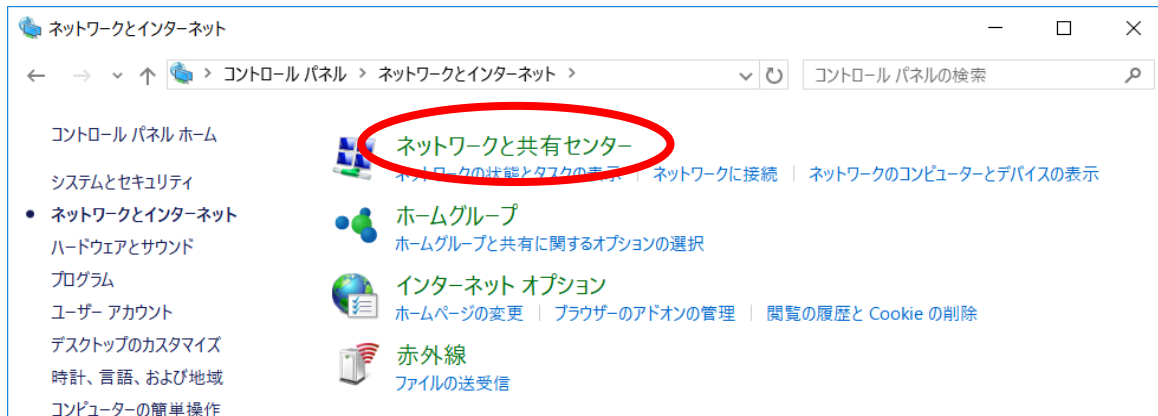 ネットワークとインターネット
コントロール パネル > ネットワークとインターネット >
コントロール パネルの検索
コントロール パネル ホーム
システムとセキュリティ
ネットワークとインターネット
ハードウェアとサウンド
プログラム
ユーザー アカウント
デスクトップのカスタマイズ
時計、言語、および地域
コンピューターの簡単操作
ネットワークと共有センター
ネットワークの状態とタスクの表示 | ネットワークに接続 | ネットワークのコンピューターとデバイスの表示
ホームグループ
ホームグループと共有に関するオプションの選択
インターネット オプション
ホームページの変更 | ブラウザーのアドオンの管理 | 閲覧の履歴と Cookie の削除
赤外線
ファイルの送受信